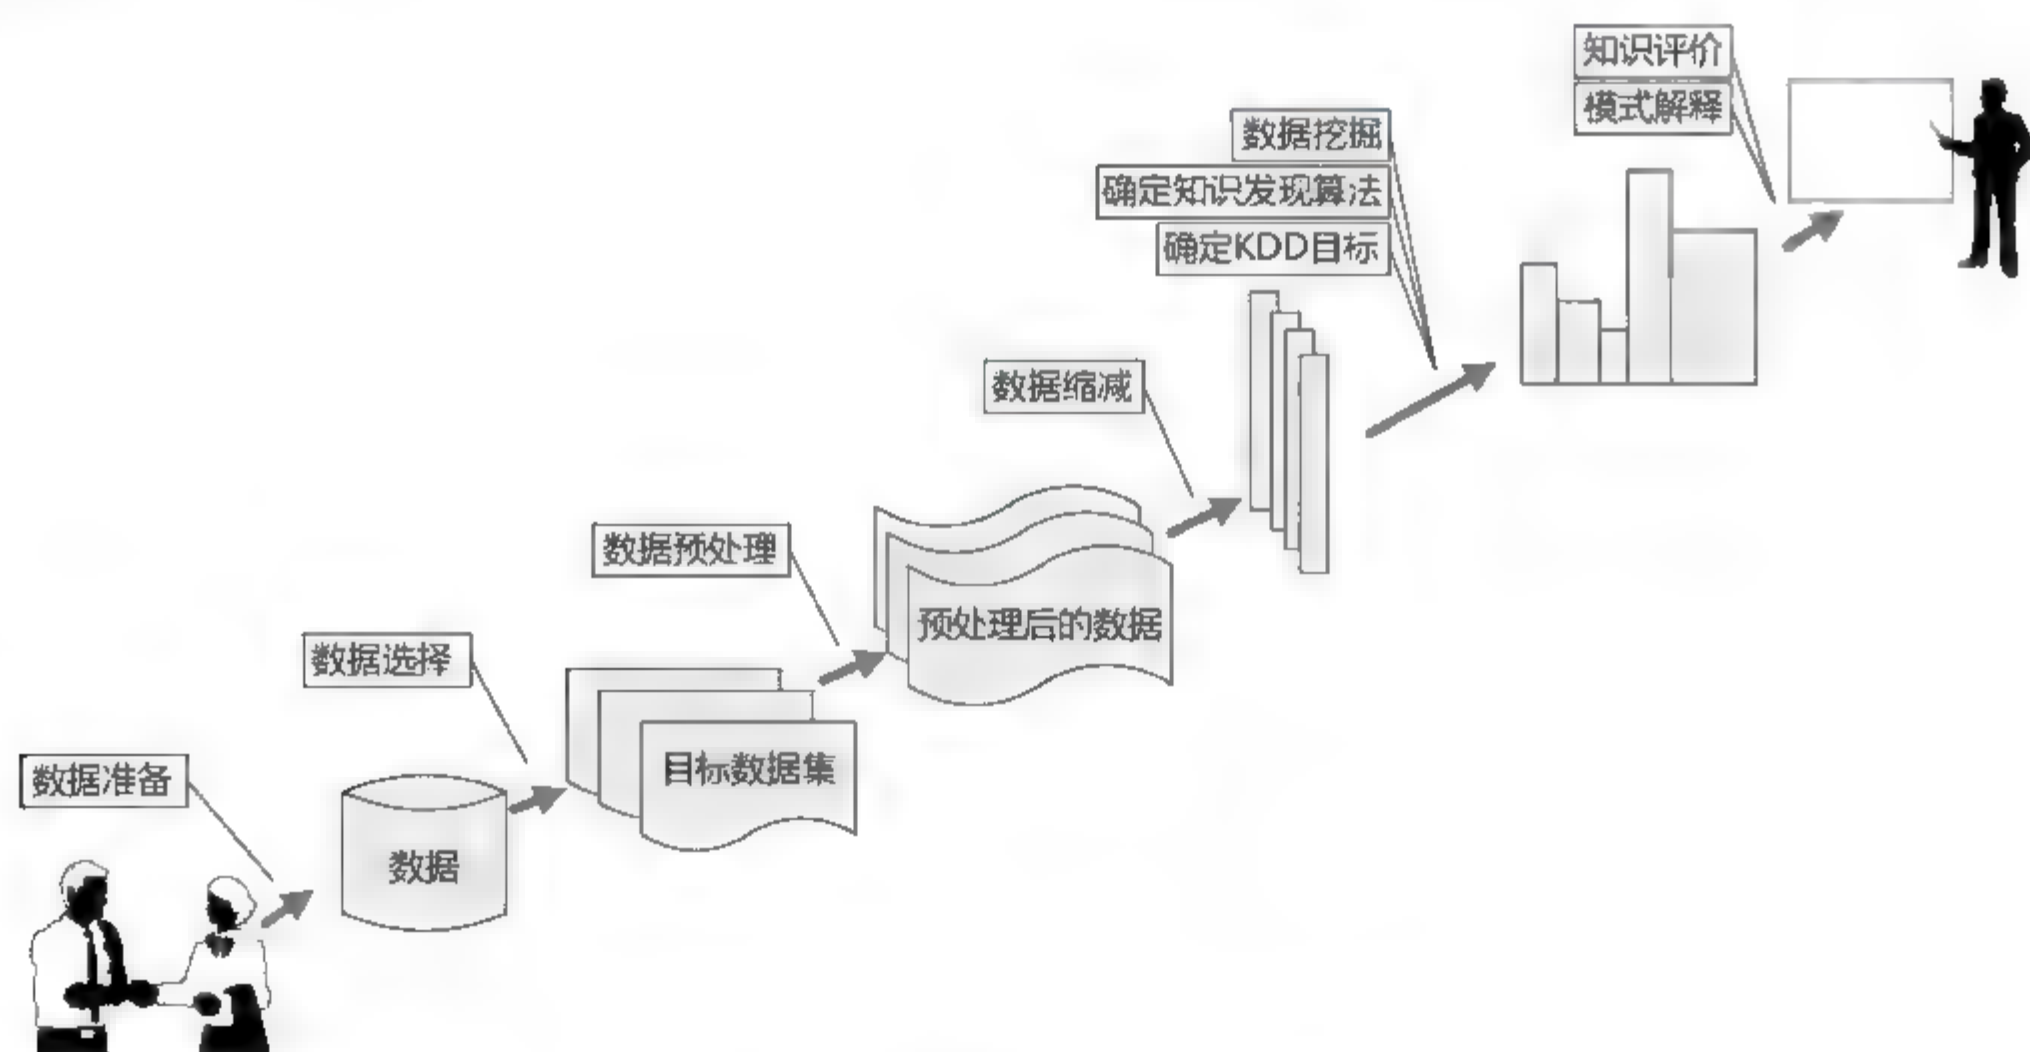 知识评价
模式解释
数据挖掘
确定知识发现算法
确定KDD目标
数据缩减
数据预处理
预处理后的数据
数据选择
目标数据集
数据准备
数据